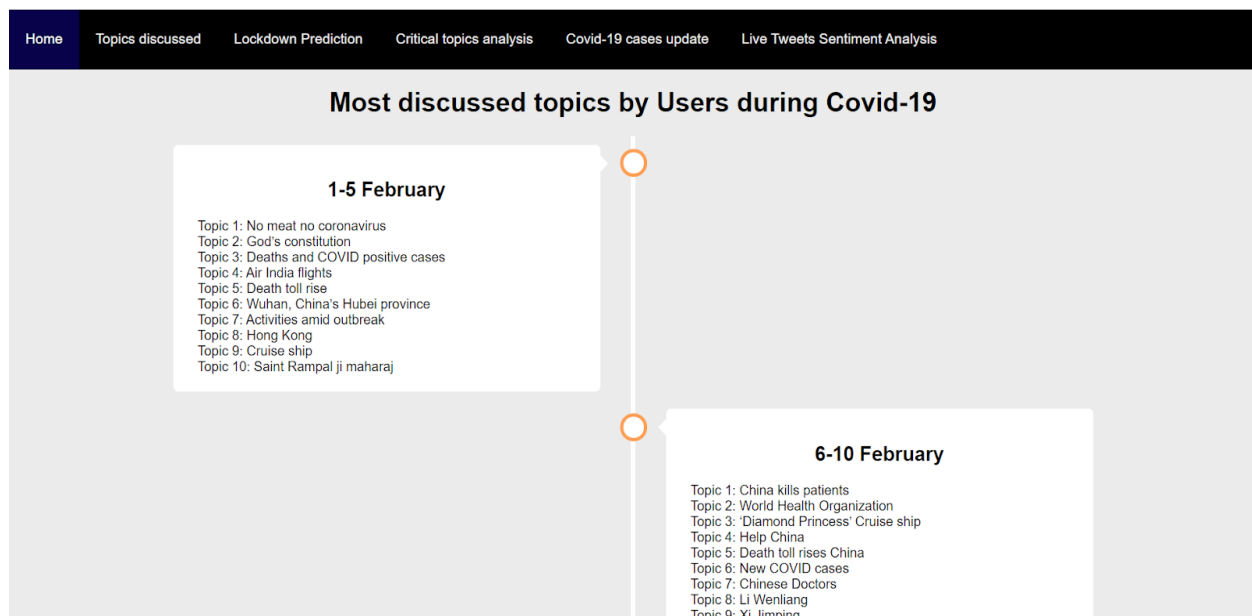 Home Topics discussed Lockdown Prediction Critical topics analysis Covid-19 cases update Live Tweets Sentiment Analysis
Most discussed topics by Users during Covid-19
1-5 February
Topic 1: No meat no coronavirus
Topic 2: God's constitution
Topic 3: Deaths and COVID positive cases
Topic 4: Air India flights
Topic 5: Death toll rise
Topic 6: Wuhan, China's Hubei province
Topic 7: Activities amid outbreak
Topic 8: Hong Kong
Topic 9: Cruise ship
Topic 10: Saint Rampal ji maharaj
6-10 February
Topic 1: China kills patients
Topic 2: World Health Organization
Topic 3: ‘Diamond Princess’ Cruise ship
Topic 4: Help China
Topic 5: Death toll rises China
Topic 6: New COVID cases
Topic 7: Chinese Doctors
Topic 8: Li Wenliang
Topic 9: Xi Jimping